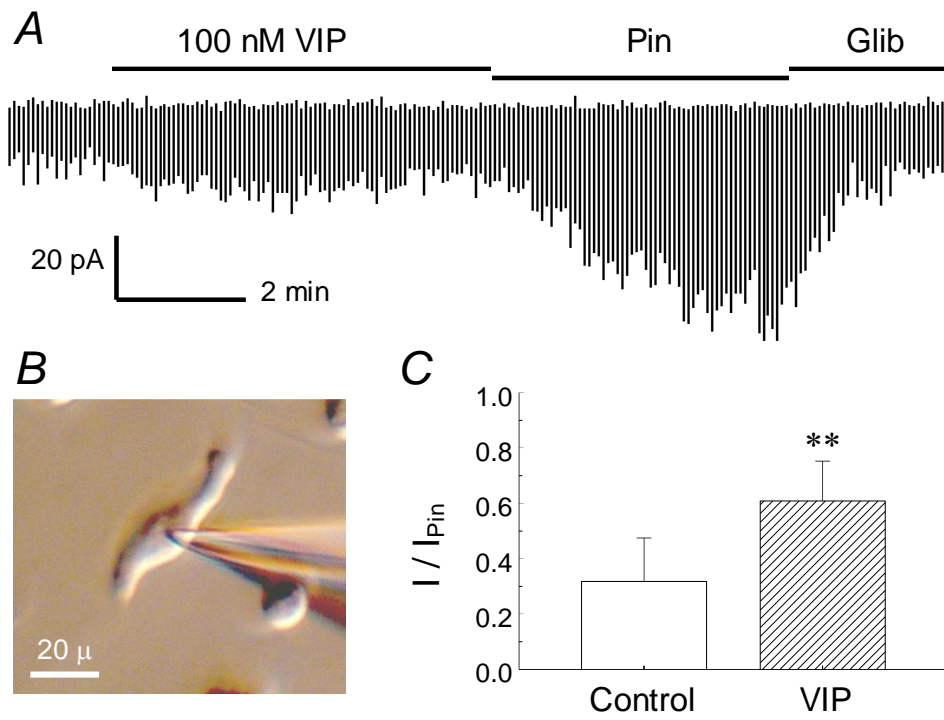 A
100 nM VIP Pin Glib
20 pA
2 min
B
20 μ
C
1.0
0.8
0.6
0.4
0.2
0.0
I / I_Pin
**
Control VIP